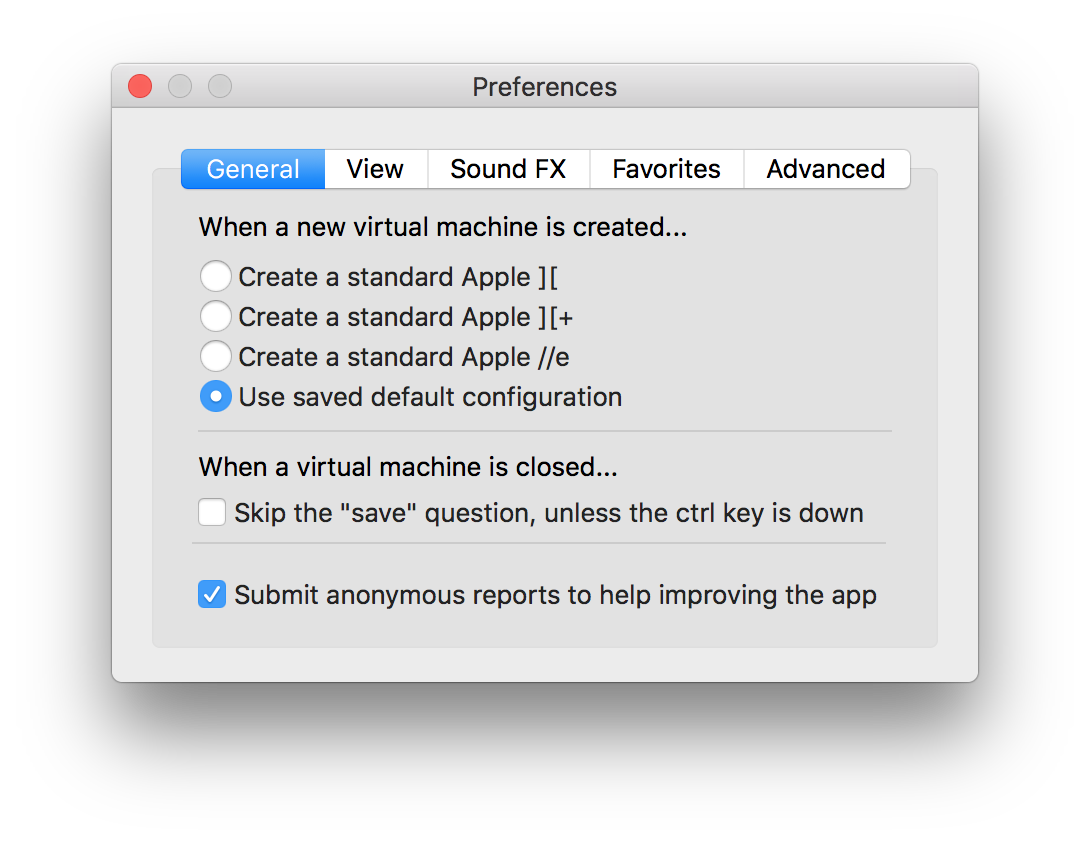 Preferences
General View Sound FX Favorites Advanced
When a new virtual machine is created...
Create a standard Apple ][
Create a standard Apple ][+
Create a standard Apple //e
Use saved default configuration
When a virtual machine is closed...
Skip the "save" question, unless the ctrl key is down
Submit anonymous reports to help improving the app